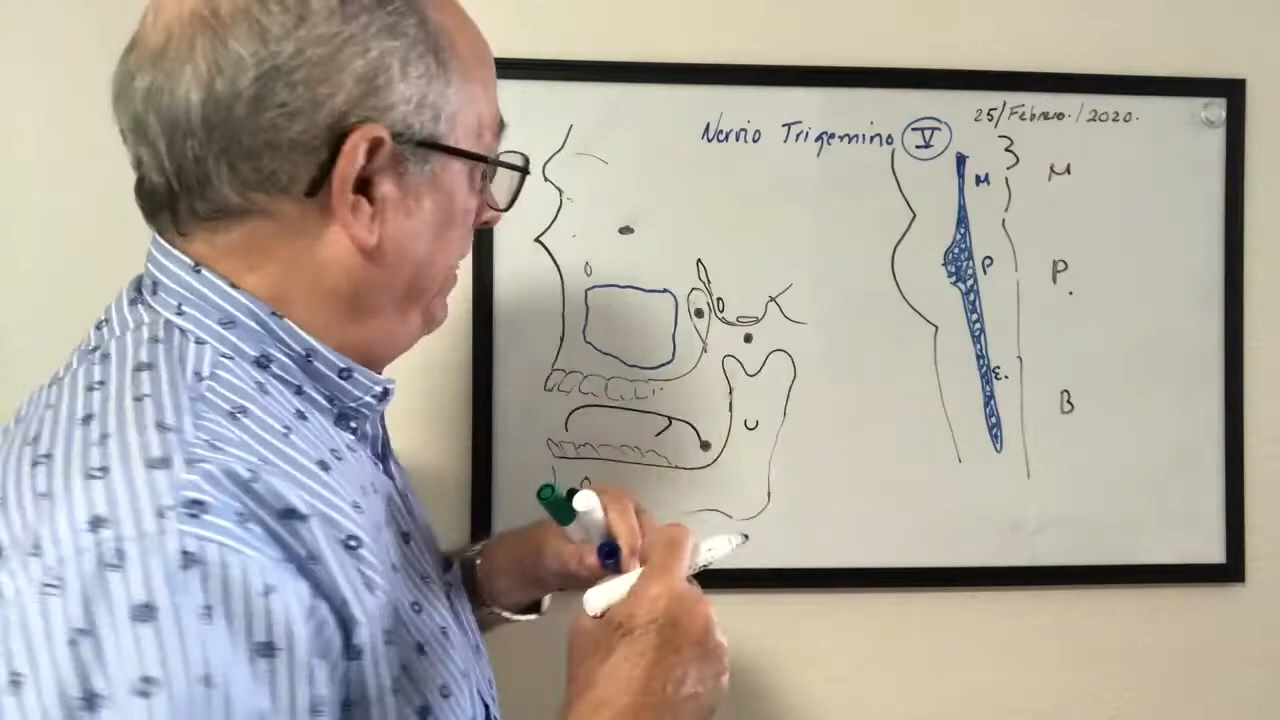 25/Febrero./2020.
Nervio Trigemino V
M
M
P
P.
E.
B